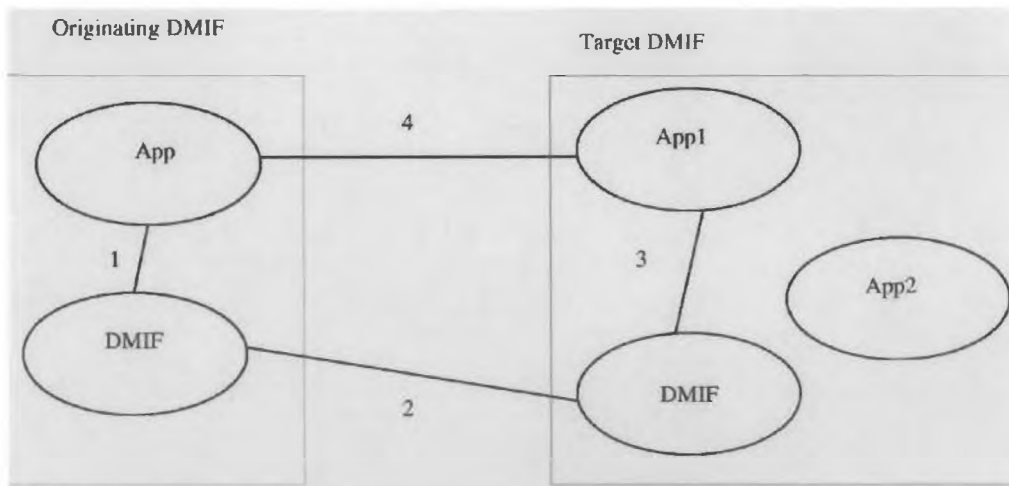 Originating DMIF
Target DMIF
4
App
App1
1
3
App2
DMIF
DMIF
2